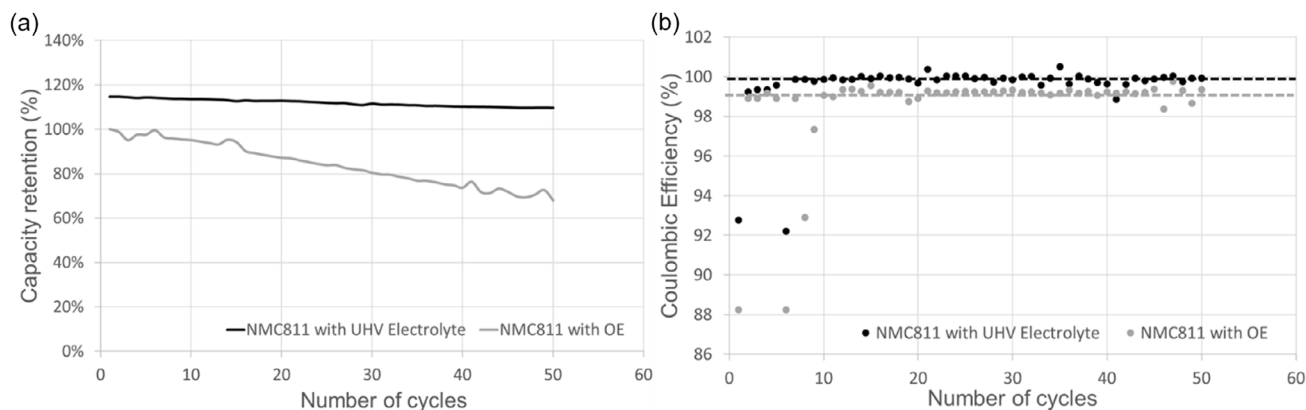 (a)
140%
120%
100%
80%
60%
40%
20%
0%
0 10 20 30 40 50 60
Capacity retention (%)
Number of cycles
NMC811 with UHV Electrolyte NMC811 with OE
(b)
102
100
98
96
94
92
90
88
86
0 10 20 30 40 50 60
Coulombic Efficiency (%)
Number of cycles
NMC811 with UHV Electrolyte NMC811 with OE